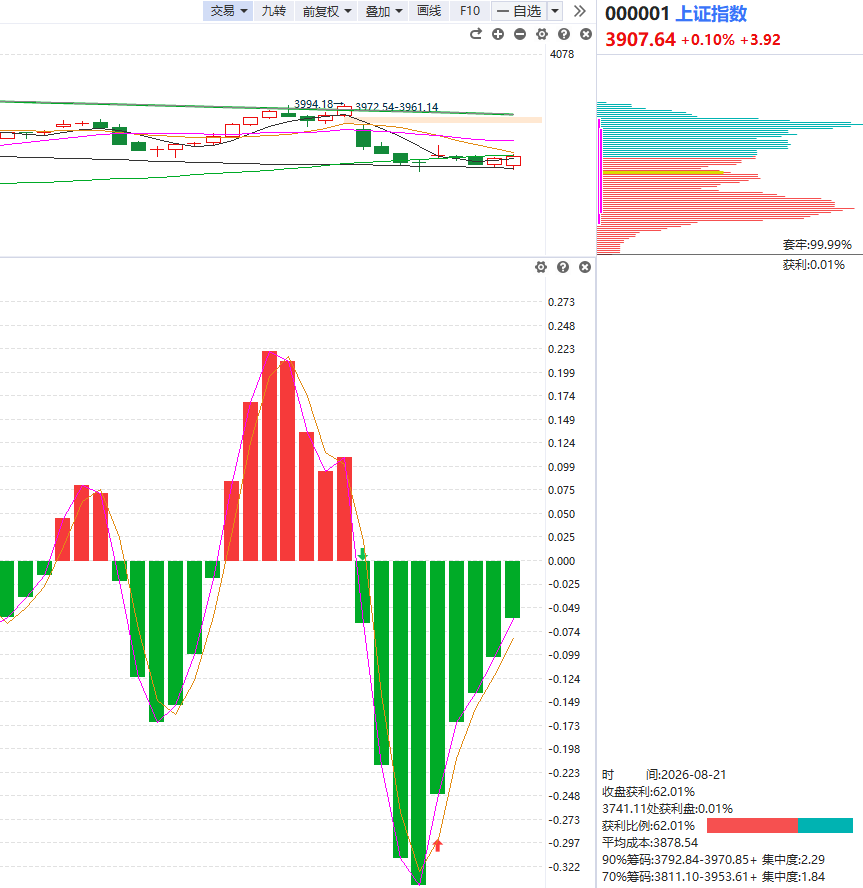 交易 九转 前复权 叠加 画线 F10 一自选
000001 上证指数
3907.64 +0.10% +3.92
4078
3994.18
3972.54-3961.14
套牢:99.99%
获利:0.01%
0.273
0.248
0.223
0.199
0.174
0.149
0.124
0.099
0.075
0.050
0.025
0.000
-0.025
-0.049
-0.074
-0.099
-0.124
-0.149
-0.173
-0.198
-0.223
-0.248
-0.273
-0.297
-0.322
时 间:2026-08-21
收盘获利:62.01%
3741.11处获利盘:0.01%
获利比例:62.01%
平均成本:3878.54
90%筹码:3792.84-3970.85+ 集中度:2.29
70%筹码:3811.10-3953.61+ 集中度:1.84